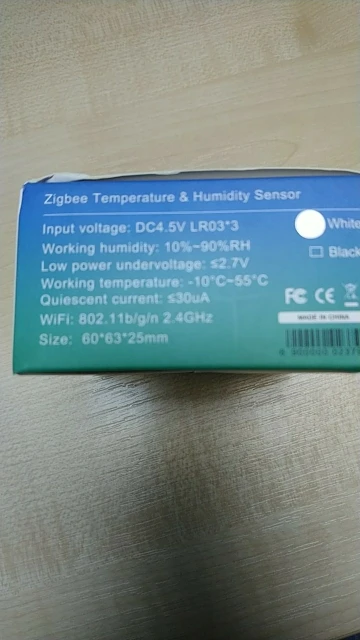 Zigbee Temperature & Humidity Sensor
Input voltage: DC4.5V LR03*3
White
Working humidity: 10%~90%RH
Black
Low power undervoltage: ≤2.7V
Working temperature: -10°C~55°C
Quiescent current: ≤30uA
FC CE
WiFi: 802.11b/g/n 2.4GHz
MADE IN CHINA
Size: 60*63*25mm